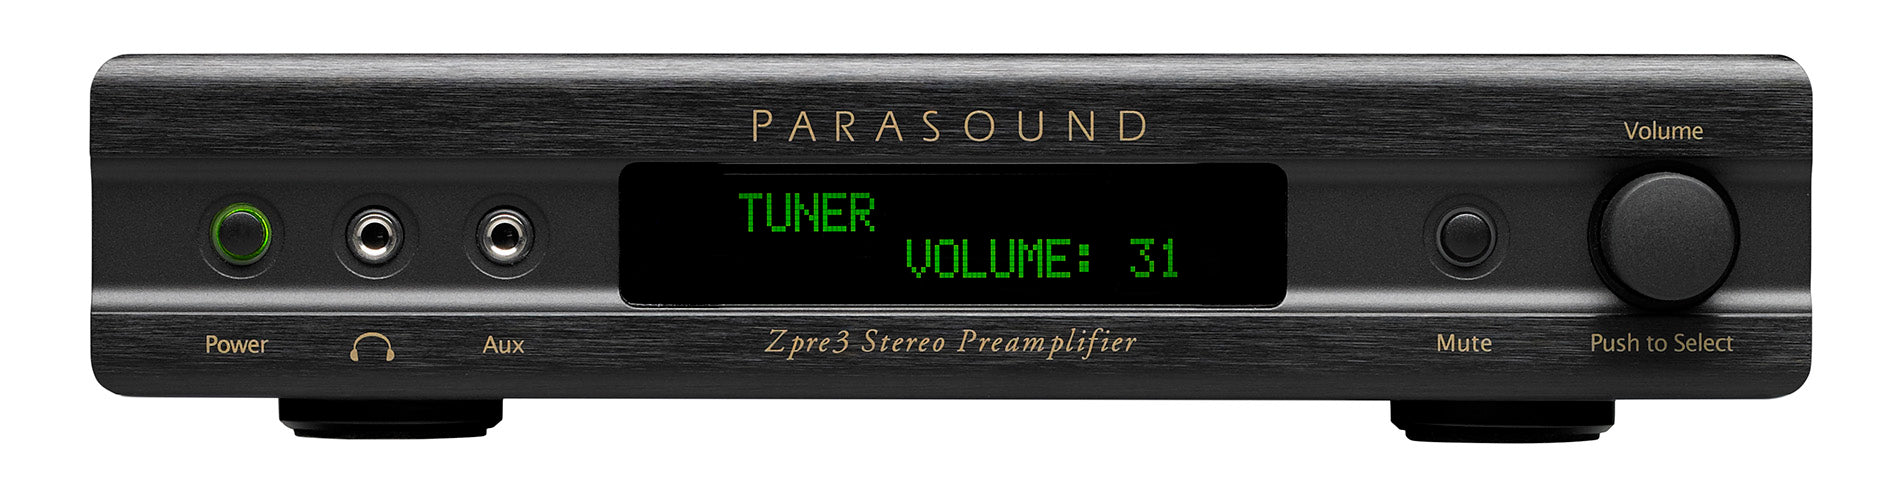 PARASOUND
Volume
TUNER
VOLUME: 31
Power
Aux
Zpre3 Stereo Preamplifier
Mute
Push to Select